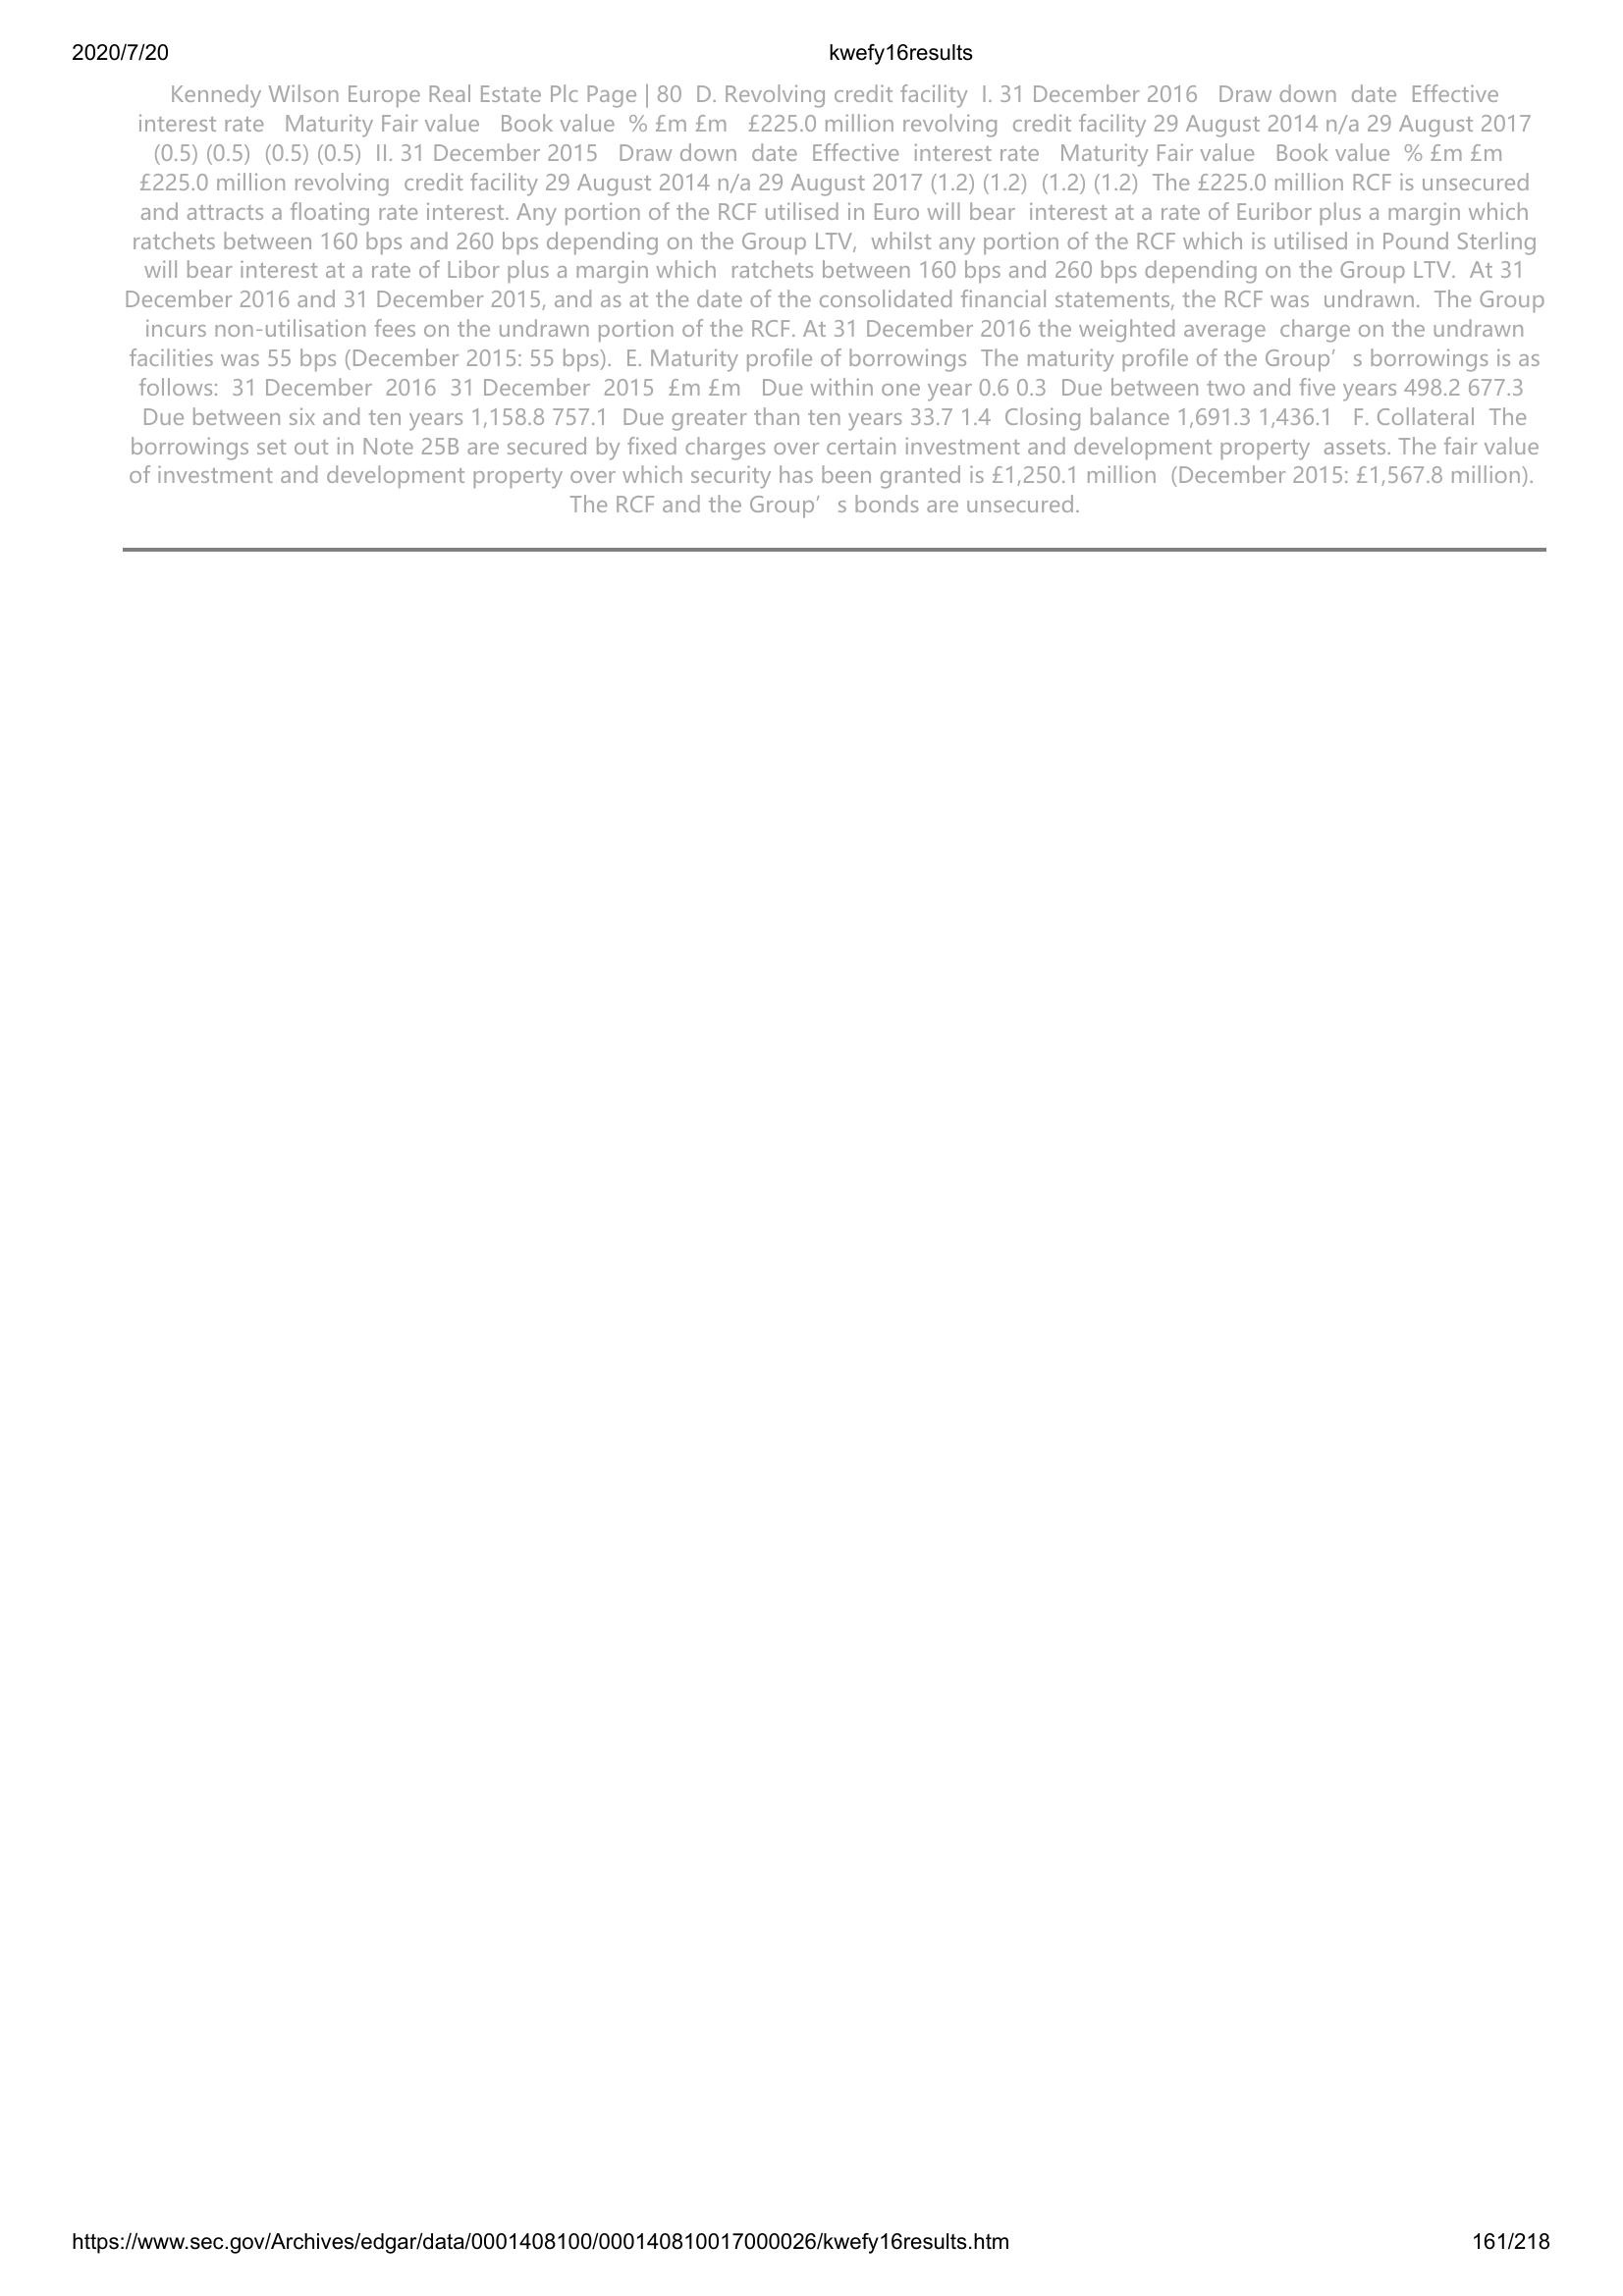 2020/7/20 kwefy16results
Kennedy Wilson Europe Real Estate Plc Page | 80 D. Revolving credit facility I. 31 December 2016 Draw down date Effective
interest rate Maturity Fair value Book value % £m £m £225.0 million revolving credit facility 29 August 2014 n/a 29 August 2017
(0.5) (0.5) (0.5) (0.5) II. 31 December 2015 Draw down date Effective interest rate Maturity Fair value Book value % £m £m
£225.0 million revolving credit facility 29 August 2014 n/a 29 August 2017 (1.2) (1.2) (1.2) (1.2) The £225.0 million RCF is unsecured
and attracts a floating rate interest. Any portion of the RCF utilised in Euro will bear interest at a rate of Euribor plus a margin which
ratchets between 160 bps and 260 bps depending on the Group LTV, whilst any portion of the RCF which is utilised in Pound Sterling
will bear interest at a rate of Libor plus a margin which ratchets between 160 bps and 260 bps depending on the Group LTV. At 31
December 2016 and 31 December 2015, and as at the date of the consolidated financial statements, the RCF was undrawn. The Group
incurs non-utilisation fees on the undrawn portion of the RCF. At 31 December 2016 the weighted average charge on the undrawn
facilities was 55 bps (December 2015: 55 bps). E. Maturity profile of borrowings The maturity profile of the Group’ s borrowings is as
follows: 31 December 2016 31 December 2015 £m £m Due within one year 0.6 0.3 Due between two and five years 498.2 677.3
Due between six and ten years 1,158.8 757.1 Due greater than ten years 33.7 1.4 Closing balance 1,691.3 1,436.1 F. Collateral The
borrowings set out in Note 25B are secured by fixed charges over certain investment and development property assets. The fair value
of investment and development property over which security has been granted is £1,250.1 million (December 2015: £1,567.8 million).
The RCF and the Group’ s bonds are unsecured.
https://www.sec.gov/Archives/edgar/data/0001408100/000140810017000026/kwefy16results.htm 161/218